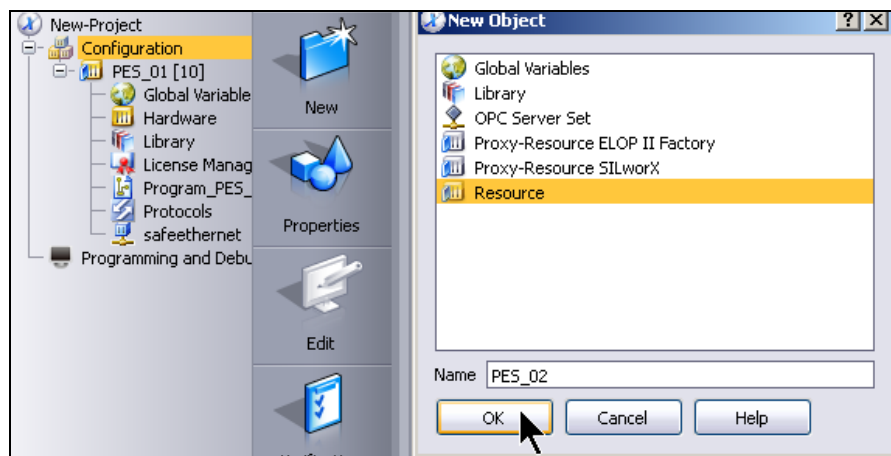 New-Project
Configuration
PES_01 [10]
Global Variable
Hardware
Library
License Manag
Program_PES_
Protocols
safeethernet
Programming and Debu
New
Properties
Edit
New Object
Global Variables
Library
OPC Server Set
Proxy-Resource ELOP II Factory
Proxy-Resource SILworX
Resource
Name PES_02
OK Cancel Help